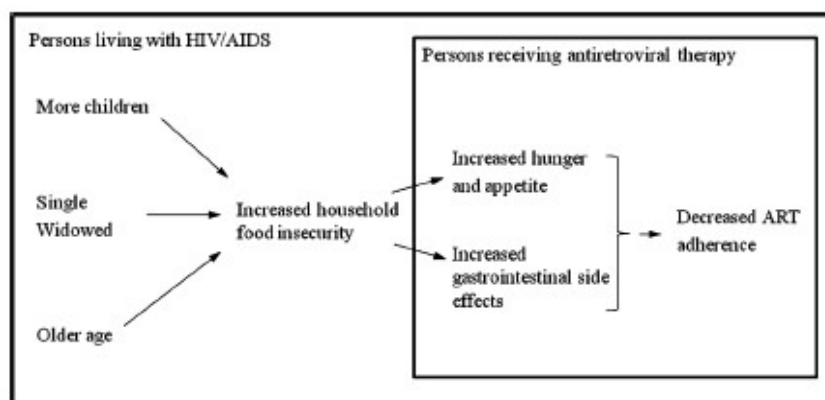 Persons living with HIV/AIDS
Persons receiving antiretroviral therapy
More children
Single
Widowed
Older age
Increased household
food insecurity
Increased hunger
and appetite
Increased
gastrointestinal side
effects
Decreased ART
adherence